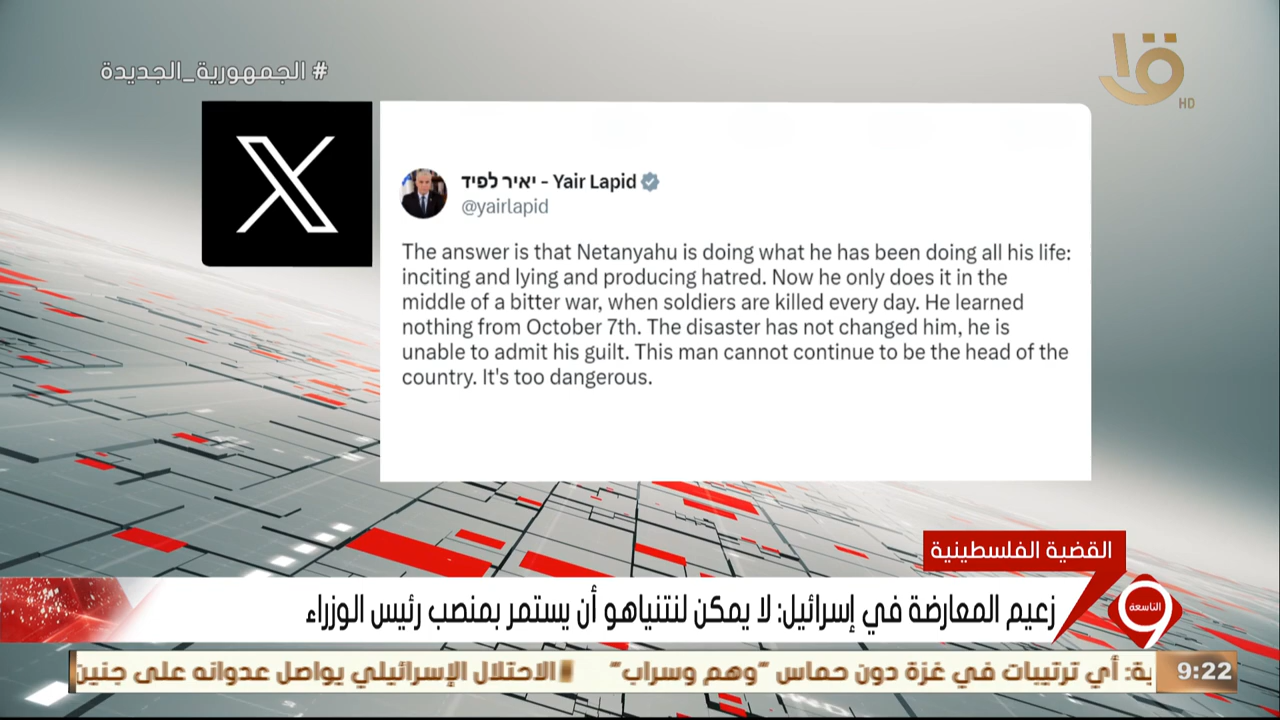 # الجمهورية_الجديدة
HD
יאיר לפיד - Yair Lapid
@yairlapid
The answer is that Netanyahu is doing what he has been doing all his life:
inciting and lying and producing hatred. Now he only does it in the
middle of a bitter war, when soldiers are killed every day. He learned
nothing from October 7th. The disaster has not changed him, he is
unable to admit his guilt. This man cannot continue to be the head of the
country. It's too dangerous.
القضية الفلسطينية
زعيم المعارضة في إسرائيل: لا يمكن لنتنياهو أن يستمر بمنصب رئيس الوزراء
التاسعة
9
ية: أي ترتيبات في غزة دون حماس "وهم وسراب" الاحتلال الإسرائيلي يواصل عدوانه على جنين
9:22